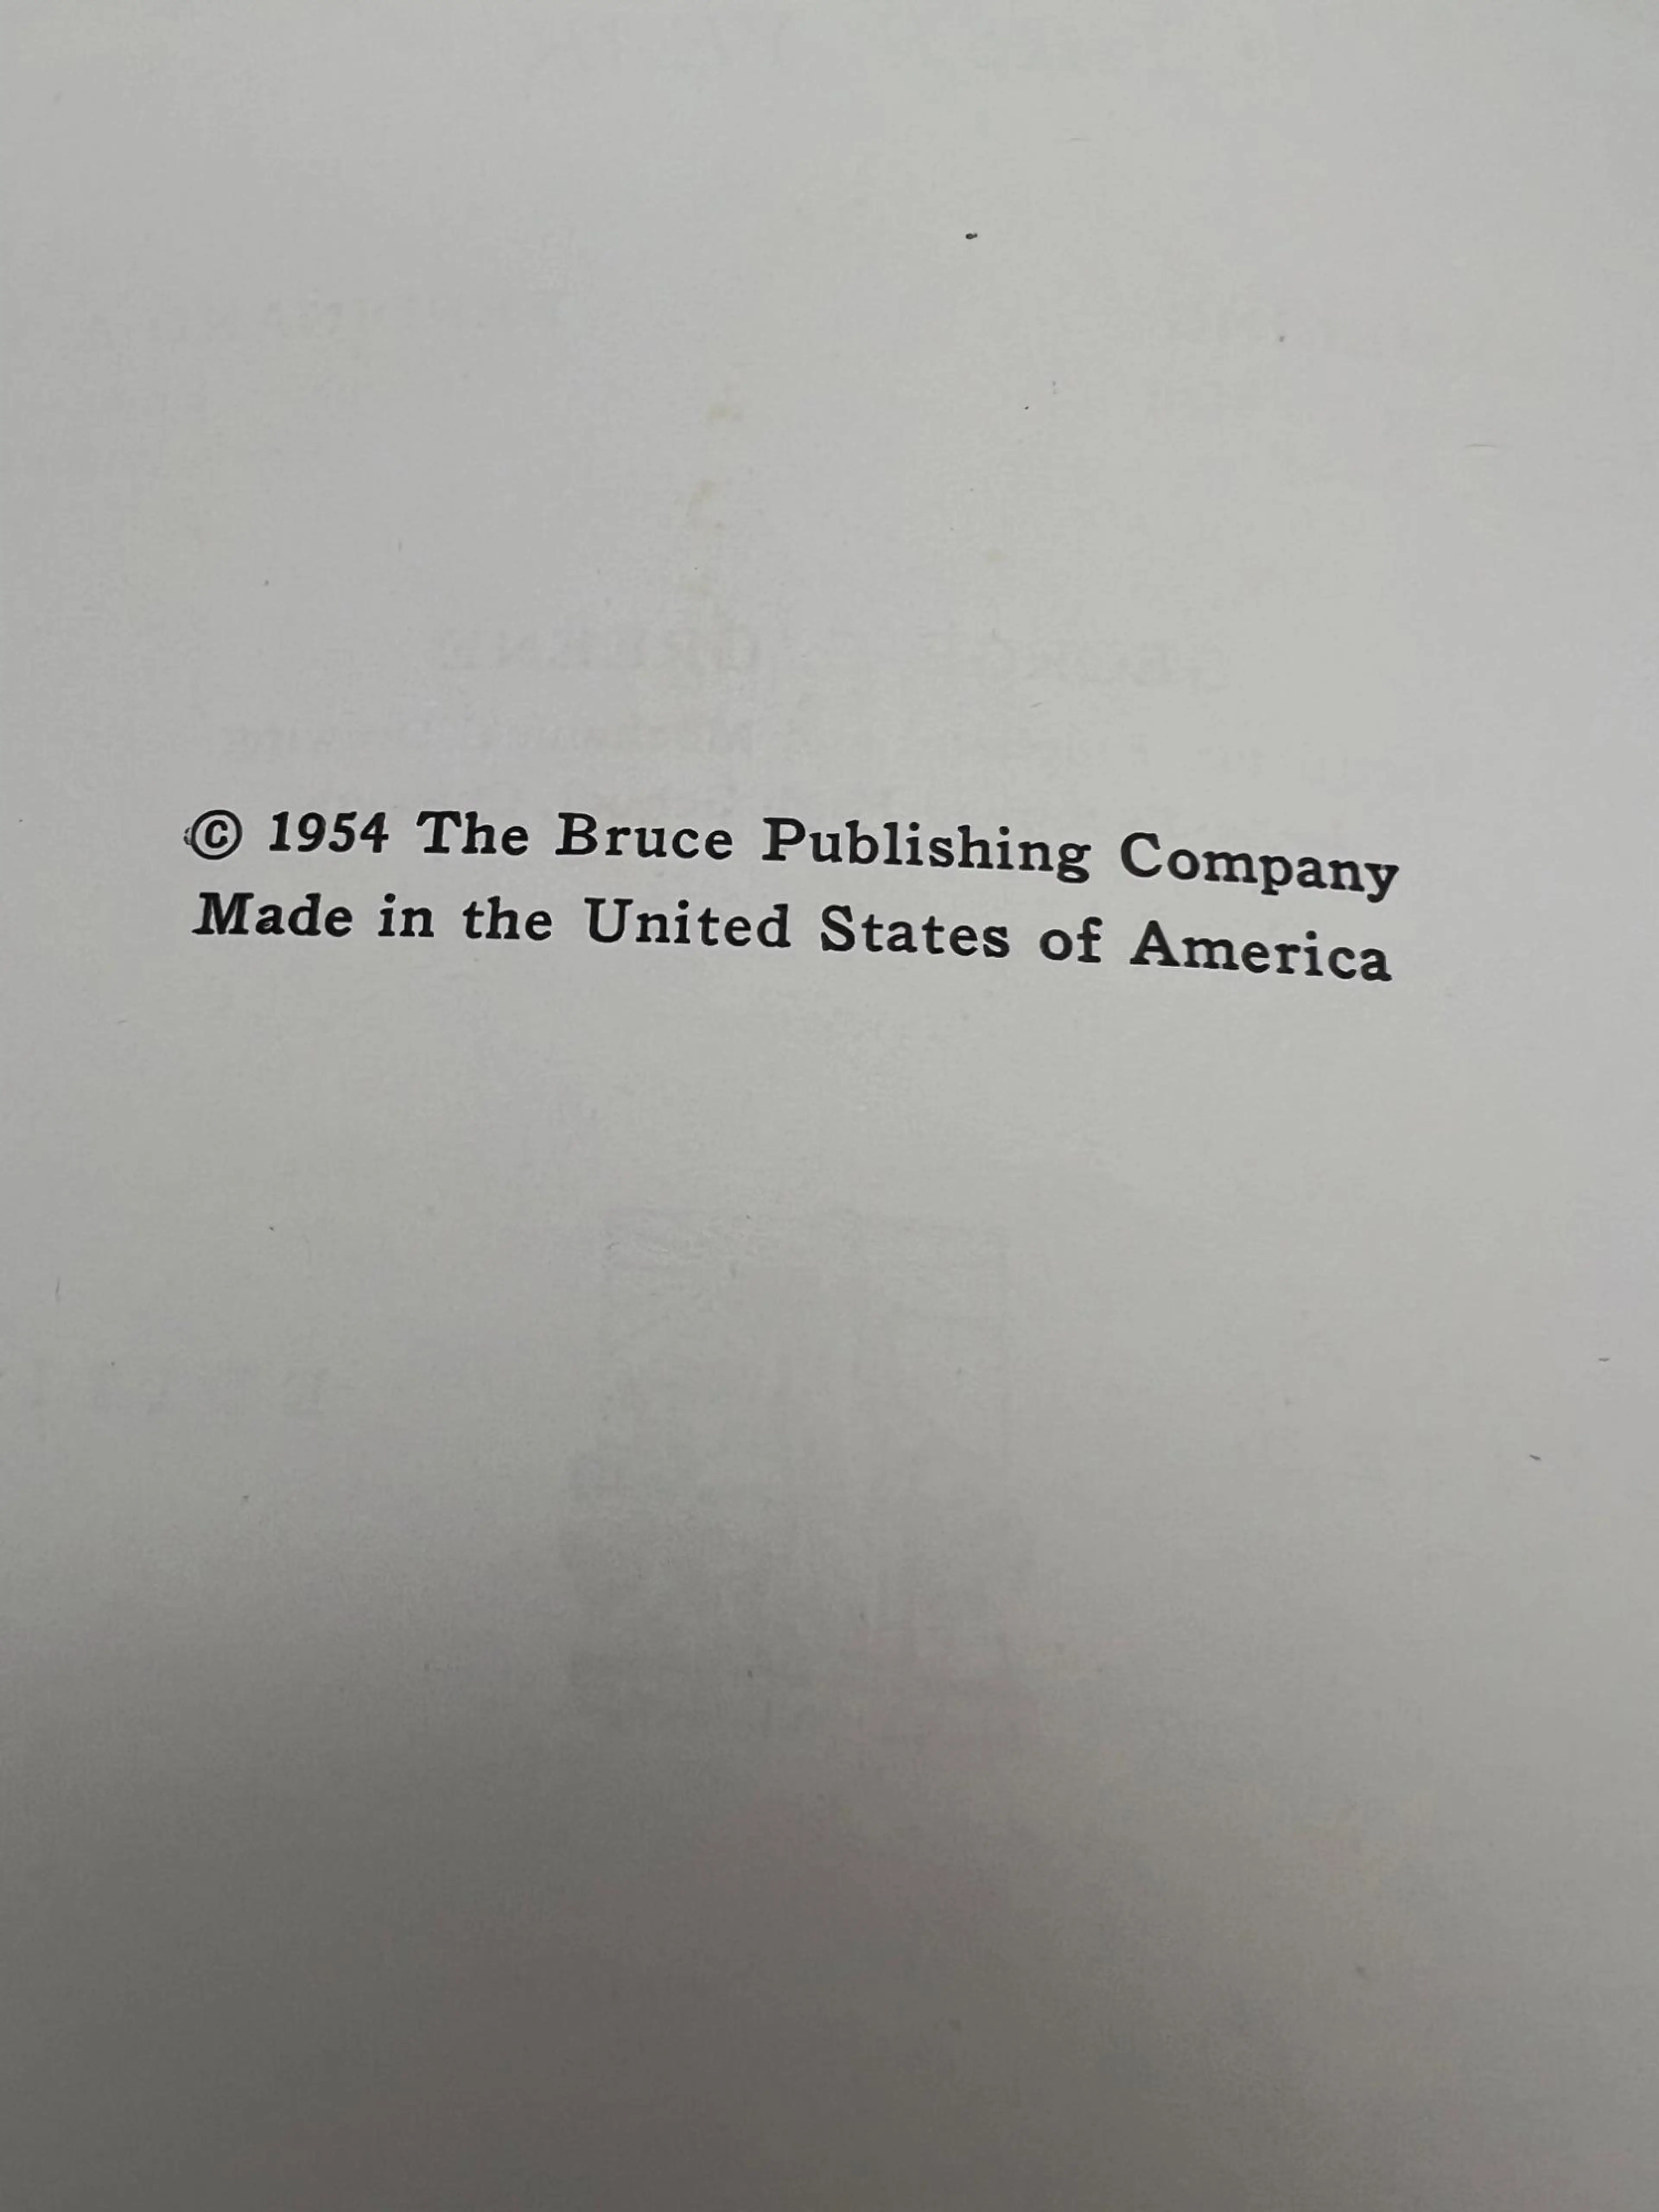 © 1954 The Bruce Publishing Company
Made in the United States of America